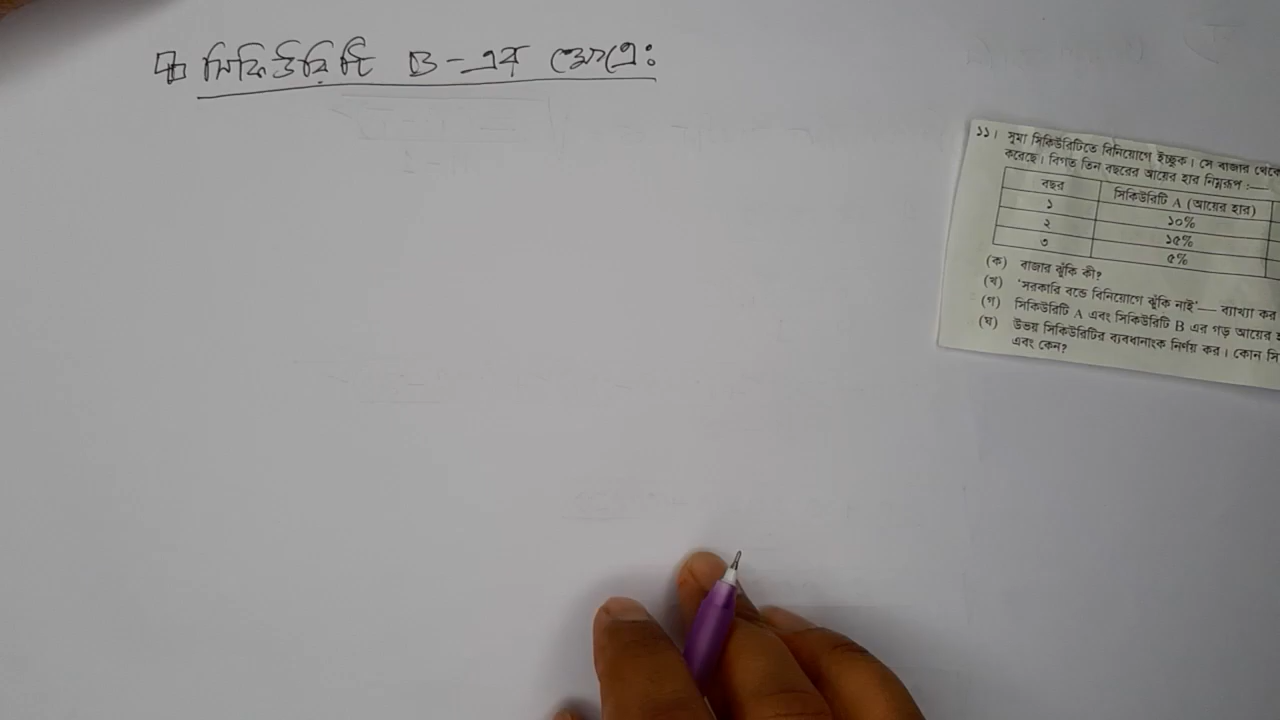 সিকিউরিটি B-এর ক্ষেত্রে:
১১। সুমা সিকিউরিটিতে বিনিয়োগে ইচ্ছুক। সে বাজার থেকে
করেছে। বিগত তিন বছরের আয়ের হার নিম্নরূপ :—
বছর সিকিউরিটি A (আয়ের হার)
১ ১০%
২ ১৫%
৩ ৫%
(ক) বাজার ঝুঁকি কী?
(খ) 'সরকারি বন্ডে বিনিয়োগে ঝুঁকি নাই'— ব্যাখ্যা কর
(গ) সিকিউরিটি A এবং সিকিউরিটি B এর গড় আয়ের
(ঘ) উভয় সিকিউরিটির ব্যবধানাংক নির্ণয় কর। কোন সি
এবং কেন?